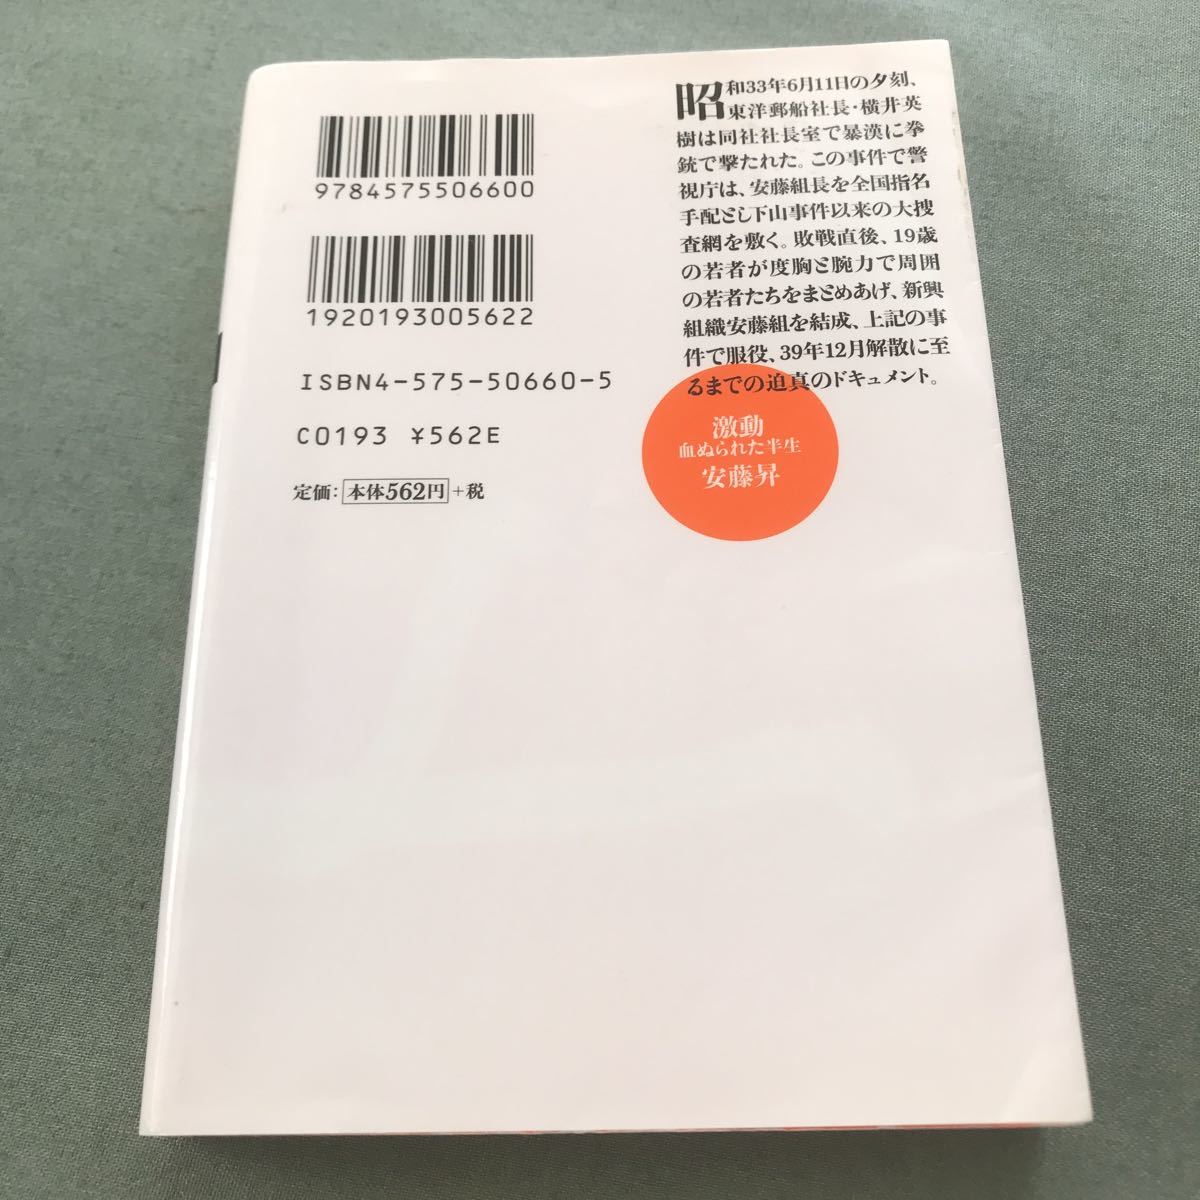 9784575506600
1920193005622
ISBN4-575-50660-5
C0193 ¥562E
定価:本体562円+税
昭和33年6月11日の夕刻、
東洋郵船社長・横井英
樹は同社社長室で暴漢に拳
銃で撃たれた。この事件で警
視庁は、安藤組長を全国指名
手配とし下山事件以来の大捜
査網を敷く。敗戦直後、19歳
の若者が度胸と腕力で周囲
の若者たちをまとめあげ、新興
組織安藤組を結成、上記の事
件で服役、39年12月解散に至
るまでの迫真のドキュメント。
激動
血ぬられた半生
安藤昇